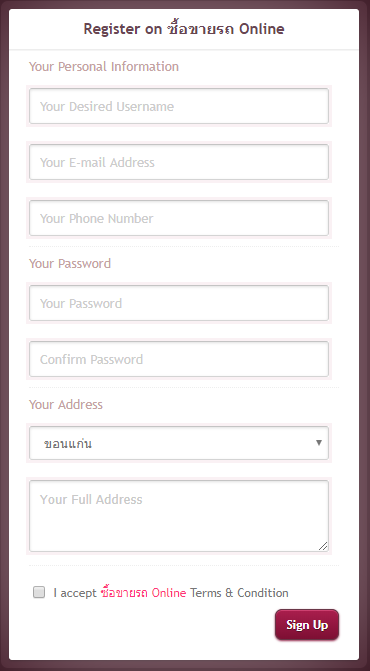 Register on ซื้อขายรถ Online
Your Personal Information
Your Desired Username
Your E-mail Address
Your Phone Number
Your Password
Your Password
Confirm Password
Your Address
ขอนแก่น
Your Full Address
I accept ซื้อขายรถ Online Terms & Condition
Sign Up